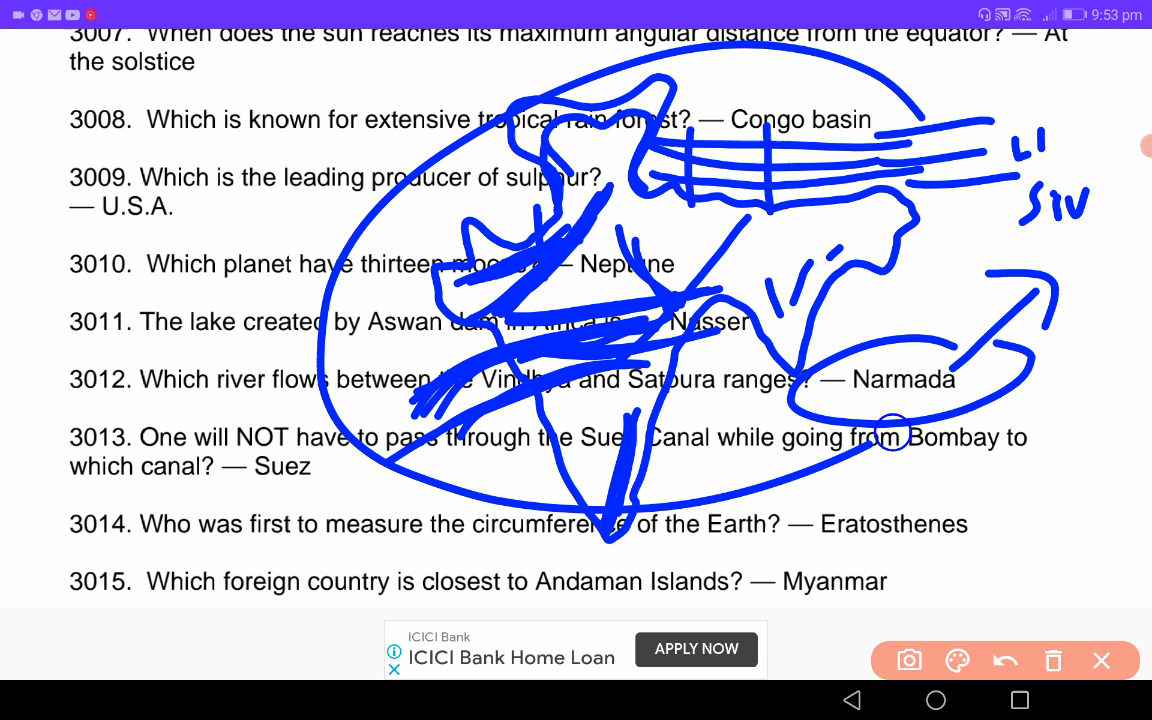 9:53 pm
3007. When does the sun reaches its maximum angular distance from the equator? — At
the solstice
3008. Which is known for extensive tropical rain forest? — Congo basin
3009. Which is the leading producer of sulphur?
— U.S.A.
3010. Which planet have thirteen moons? — Neptune
3011. The lake created by Aswan dam in Africa is — Nasser
3012. Which river flows between the Vindhya and Satpura ranges? — Narmada
3013. One will NOT have to pass through the Suez Canal while going from Bombay to
which canal? — Suez
3014. Who was first to measure the circumference of the Earth? — Eratosthenes
3015. Which foreign country is closest to Andaman Islands? — Myanmar
ICICI Bank
ICICI Bank Home Loan
APPLY NOW